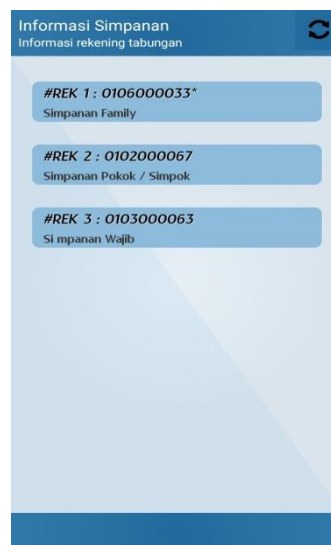 Informasi Simpanan
Informasi rekening tabungan
#REK 1 : 0106000033*
Simpanan Family
#REK 2 : 0102000067
Simpanan Pokok / Simpok
#REK 3 : 0103000063
Si mpanan Wajib